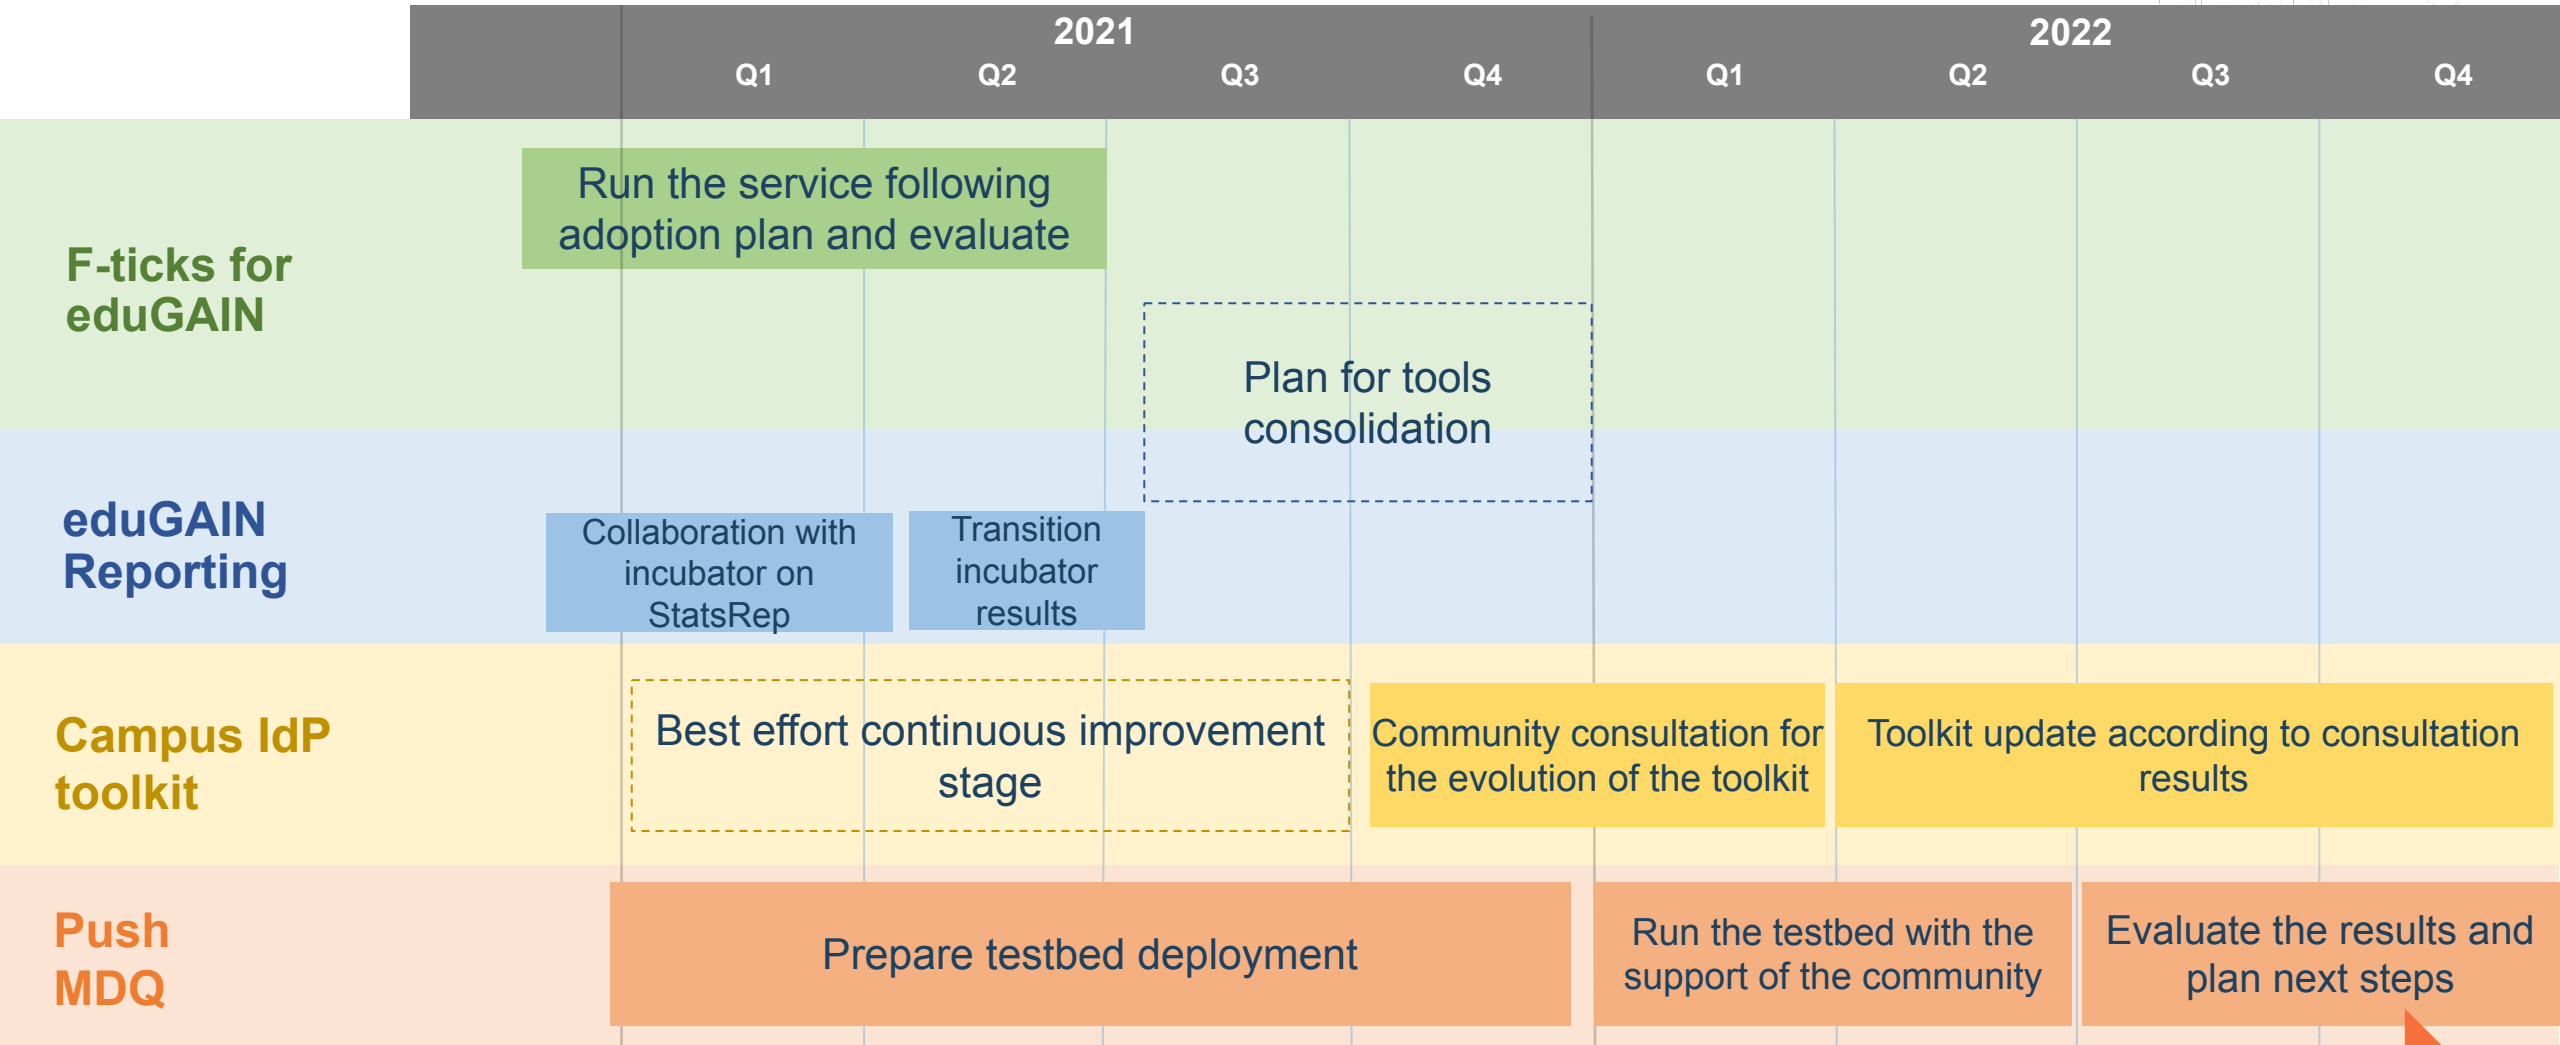 2021
2022
Q1
Q2
Q3
Q4
Q1
Q2
Q3
Q4
F-ticks for
eduGAIN
Run the service following
adoption plan and evaluate
Plan for tools
consolidation
eduGAIN
Reporting
Collaboration with
incubator on
StatsRep
Transition
incubator
results
Campus IdP
toolkit
Best effort continuous improvement
stage
Community consultation for
the evolution of the toolkit
Toolkit update according to consultation
results
Push
MDQ
Prepare testbed deployment
Run the testbed with the
support of the community
Evaluate the results and
plan next steps